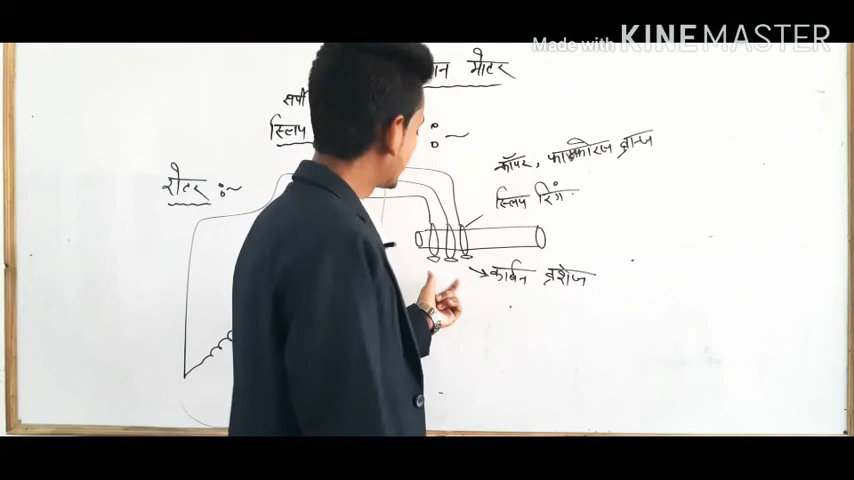 Made with KINEMASTER
मोटर
स्लिप :~
रोटर :~
कॉपर, फास्फोरस ब्रान्ज
स्लिप रिंग
कार्बन ब्रशेज